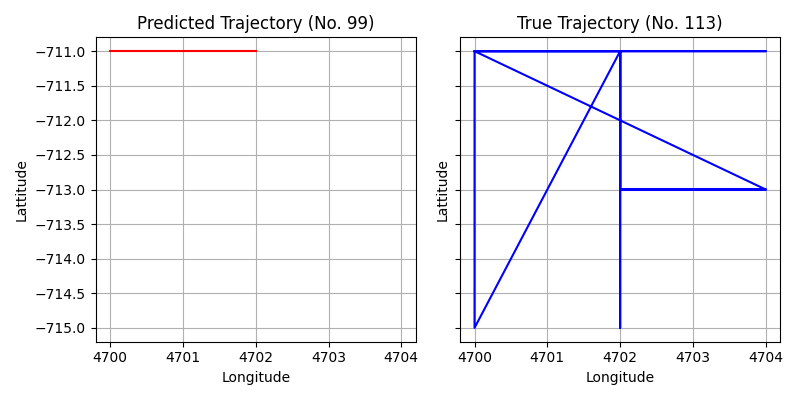 Predicted Trajectory (No. 99)
−711.0
−711.5
−712.0
−712.5
−713.0
−713.5
−714.0
−714.5
−715.0
Lattitude
4700 4701 4702 4703 4704
Longitude
True Trajectory (No. 113)
Lattitude
4700 4701 4702 4703 4704
Longitude